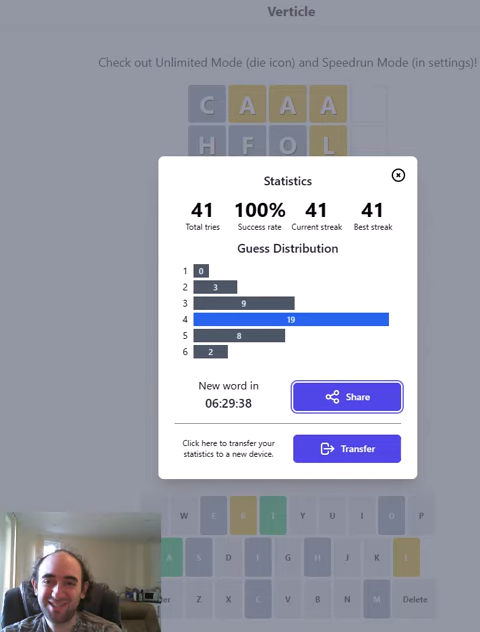 Verticle
Check out Unlimited Mode (die icon) and Speedrun Mode (in settings)!
C A A A
H F O L
Statistics
41 100% 41 41
Total tries Success rate Current streak Best streak
Guess Distribution
1 0
2 3
3 9
4 19
5 8
6 2
New word in
06:29:38
Share
Click here to transfer your
statistics to a new device.
Transfer
W E R T Y U I O P
A S D F G H J K L
Z X C V B N M Delete